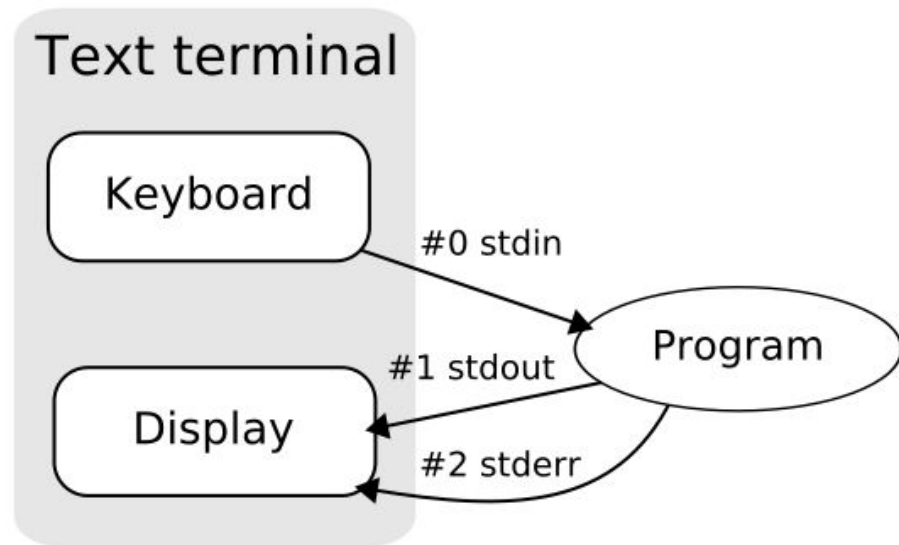 Text terminal
Keyboard
#0 stdin
Program
#1 stdout
Display
#2 stderr